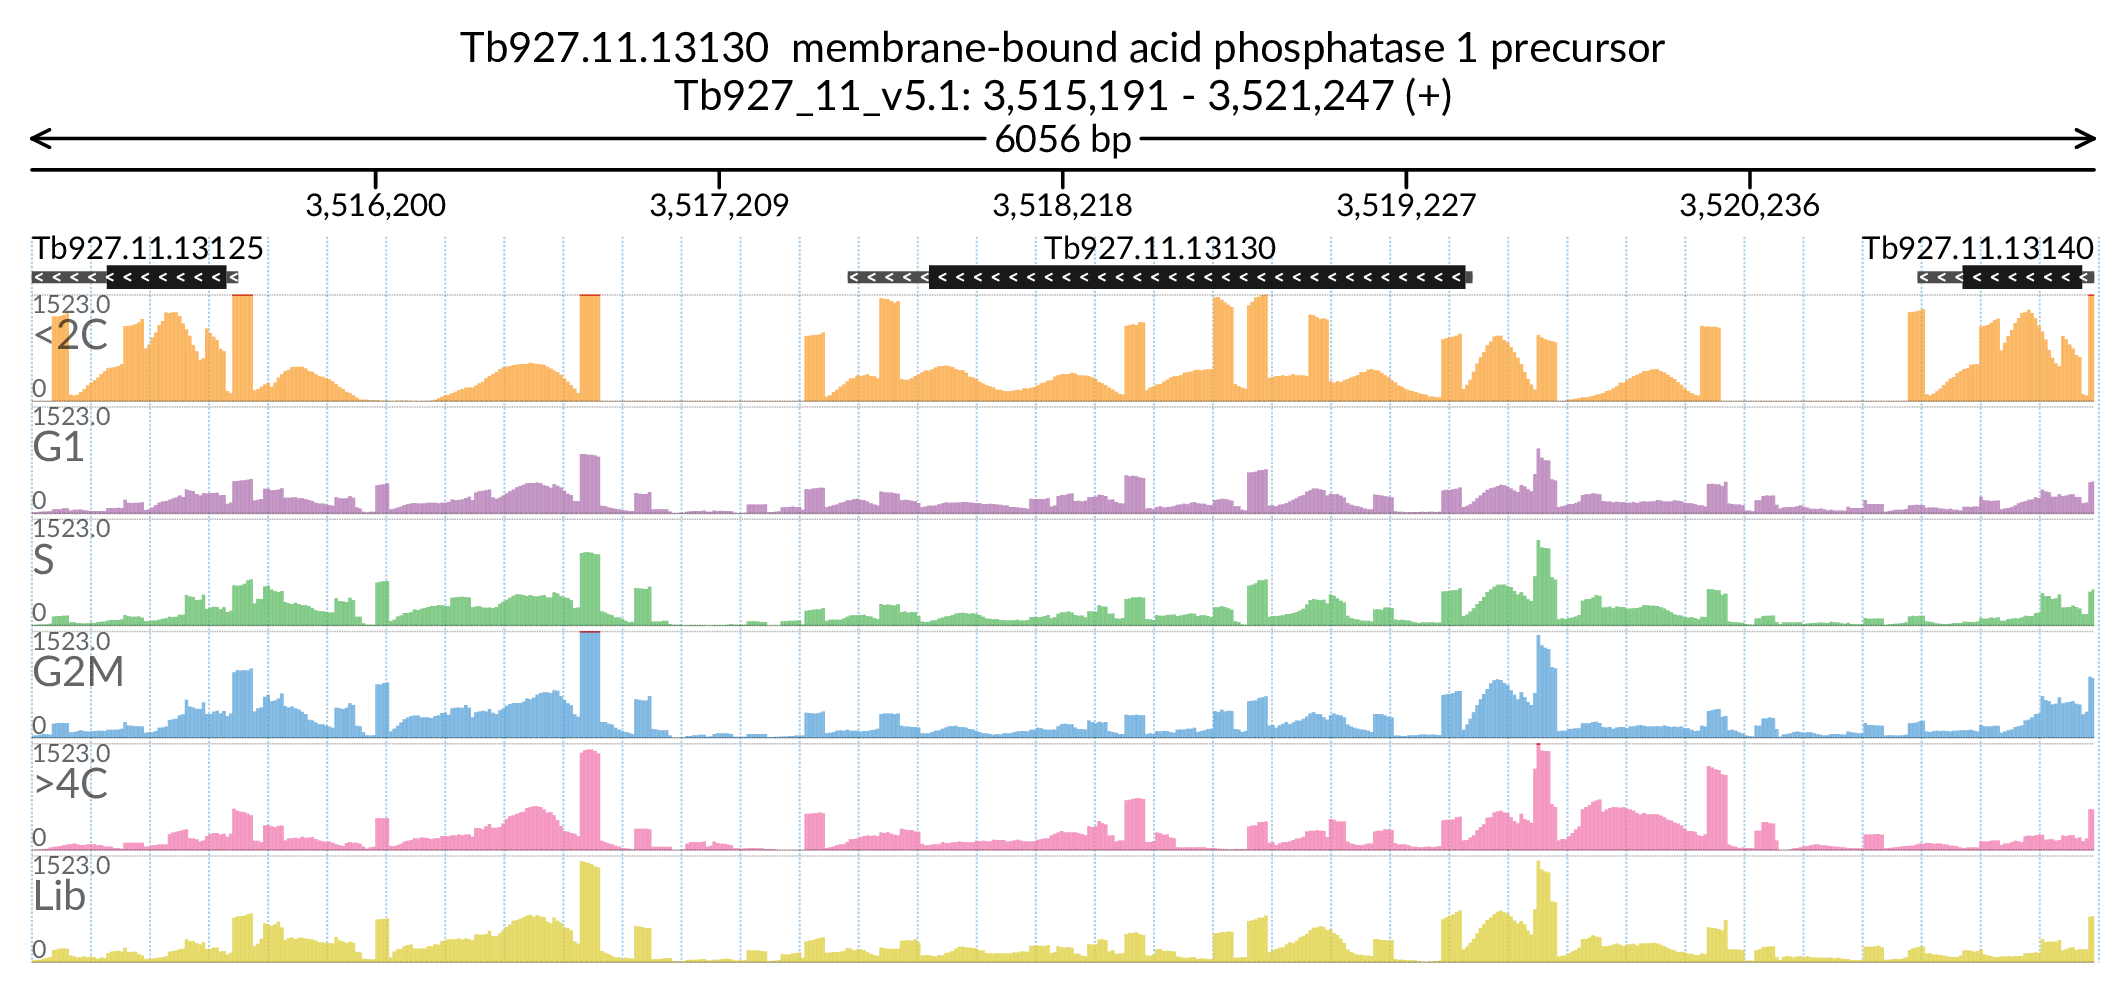 Tb927.11.13130 membrane-bound acid phosphatase 1 precursor
Tb927_11_v5.1: 3,515,191 - 3,521,247 (+)
6056 bp
3,516,200 3,517,209 3,518,218 3,519,227 3,520,236
Tb927.11.13125 Tb927.11.13130 Tb927.11.13140
1523.0
<2C
0
1523.0
G1
0
1523.0
S
0
1523.0
G2M
0
1523.0
>4C
0
1523.0
Lib
0